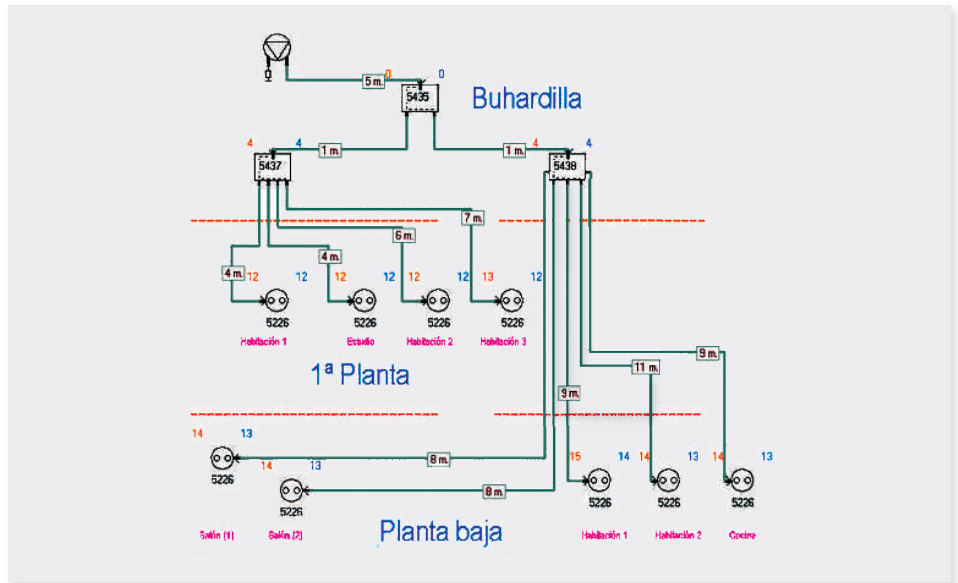 0 0
5 m.
5435
Buhardilla
4 4 4 4
1 m. 1 m.
5437 5438
7 m.
6 m.
4 m.
4 m. 12 12 12 12 12 12 13 12
5226 5226 5226 5226
Habitación 1 Estudio Habitación 2 Habitación 3
9 m.
11 m.
1ª Planta
9 m.
14 13
14 13 15 14 14 13 14 13
8 m.
5226 5226 5226 5226
8 m.
5226
Salón (1) Salón (2) Planta baja Habitación 1 Habitación 2 Cocina